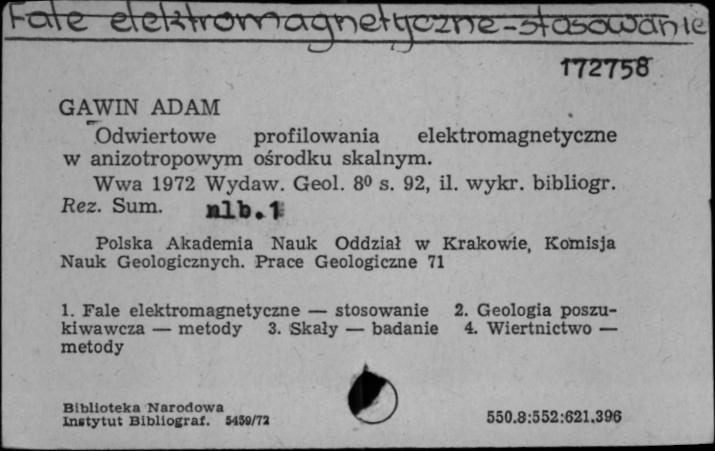 Fale elektromagnetyczne-stosowanie
172758
GAWIN ADAM
Odwiertowe profilowania elektromagnetyczne
w anizotropowym ośrodku skalnym.
Wwa 1972 Wydaw. Geol. 8⁰ s. 92, il. wykr. bibliogr.
Rez. Sum. nlb.1
Polska Akademia Nauk Oddział w Krakowie, Komisja
Nauk Geologicznych. Prace Geologiczne 71
1. Fale elektromagnetyczne — stosowanie 2. Geologia poszu-
kiwawcza — metody 3. Skały — badanie 4. Wiertnictwo —
metody
Biblioteka Narodowa
Instytut Bibliograf. 5459/72
550.8:552:621.396